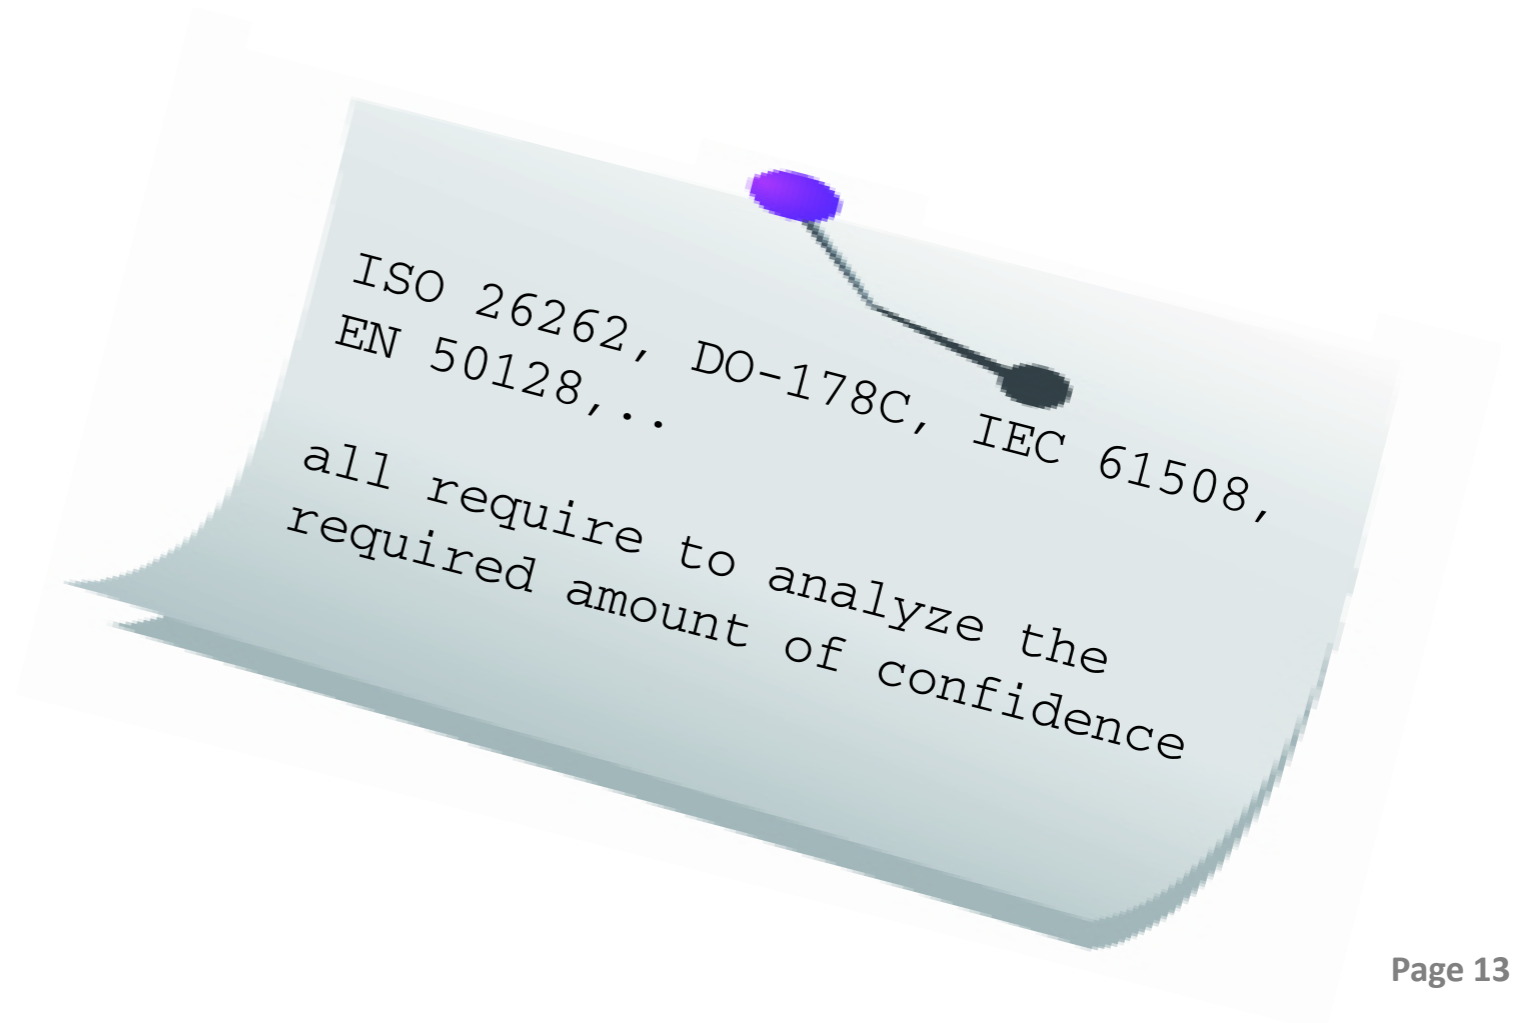 ISO 26262, DO-178C, IEC 61508,
EN 50128,..
all require to analyze the
required amount of confidence
Page 13